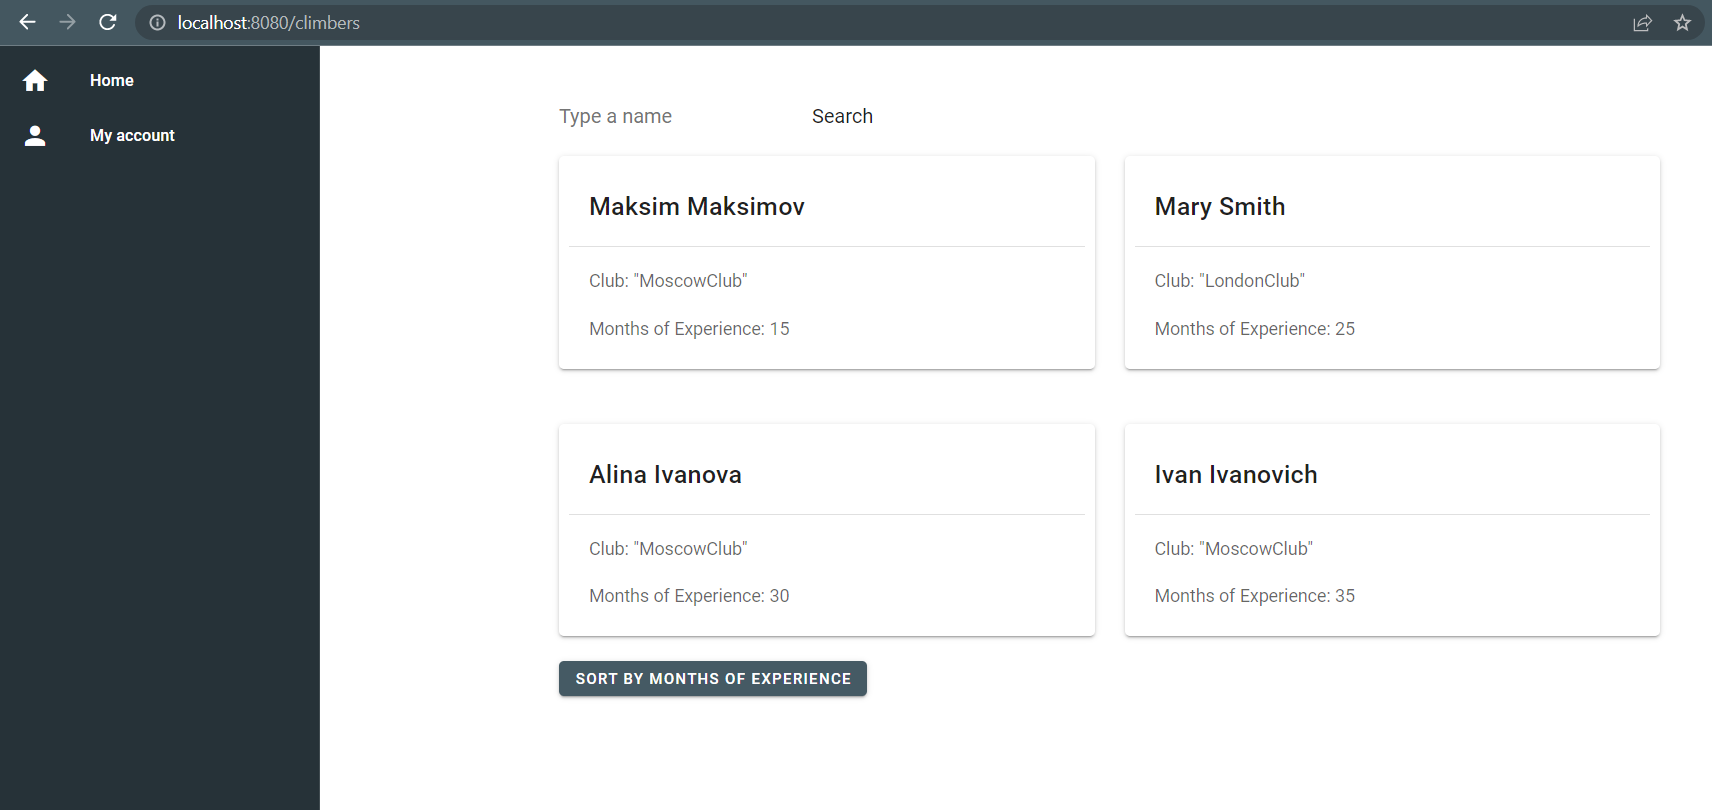 localhost:8080/climbers
Home
My account
Type a name
Search
Maksim Maksimov
Club: "MoscowClub"
Months of Experience: 15
Mary Smith
Club: "LondonClub"
Months of Experience: 25
Alina Ivanova
Club: "MoscowClub"
Months of Experience: 30
Ivan Ivanovich
Club: "MoscowClub"
Months of Experience: 35
SORT BY MONTHS OF EXPERIENCE